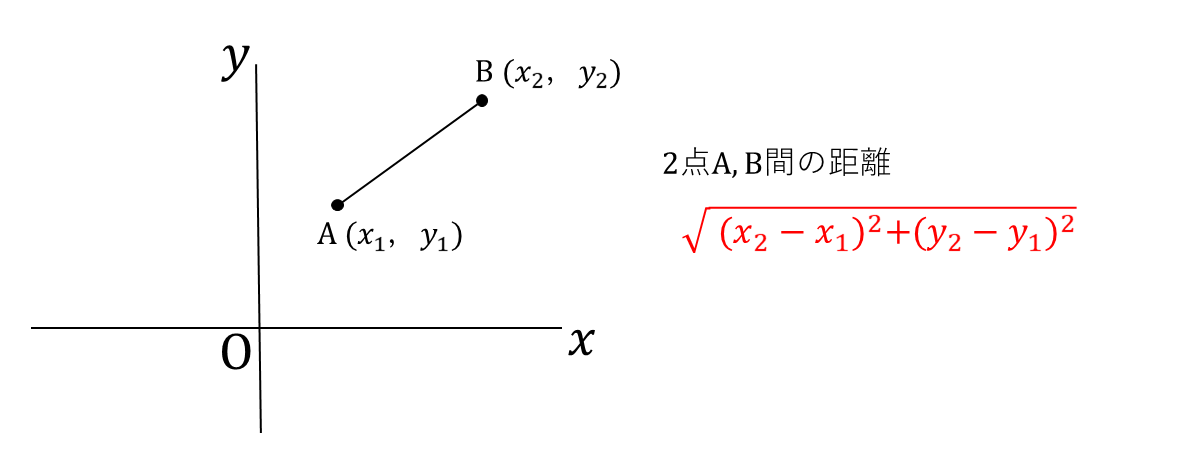 y
B (x₂, y₂)
A (x₁, y₁)
O
x
2点A, B間の距離
√(x₂ − x₁)²+(y₂ − y₁)²